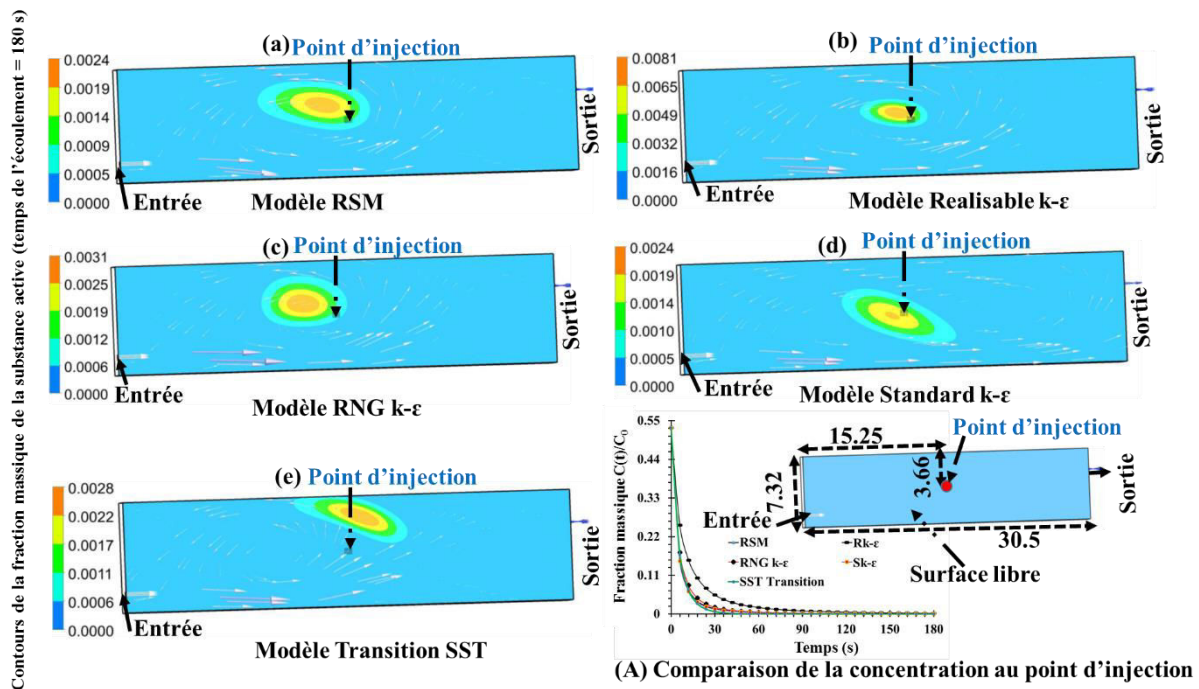 Contours de la fraction massique de la substance active (temps de l'écoulement = 180 s)
(a)
Point d'injection
0.0024
0.0019
0.0014
0.0009
0.0005
0.0000
Entrée
Sortie
Modèle RSM
(b)
Point d'injection
0.0081
0.0065
0.0049
0.0032
0.0016
0.0000
Entrée
Sortie
Modèle Realisable k-ε
(c)
Point d'injection
0.0031
0.0025
0.0019
0.0012
0.0006
0.0000
Entrée
Sortie
Modèle RNG k-ε
(d)
Point d'injection
0.0024
0.0019
0.0014
0.0010
0.0005
0.0000
Entrée
Sortie
Modèle Standard k-ε
(e)
Point d'injection
0.0028
0.0022
0.0017
0.0011
0.0006
0.0000
Entrée
Sortie
Modèle Transition SST
Fraction massique C(t)/C₀
0.55
0.44
0.33
0.22
0.11
0
0 30 60 90 120 150 180
Temps (s)
RSM
Rk-ε
RNG k-ε
Sk-ε
SST Transition
15.25
Point d'injection
3.66
7.32
Entrée
Sortie
30.5
Surface libre
(A) Comparaison de la concentration au point d'injection